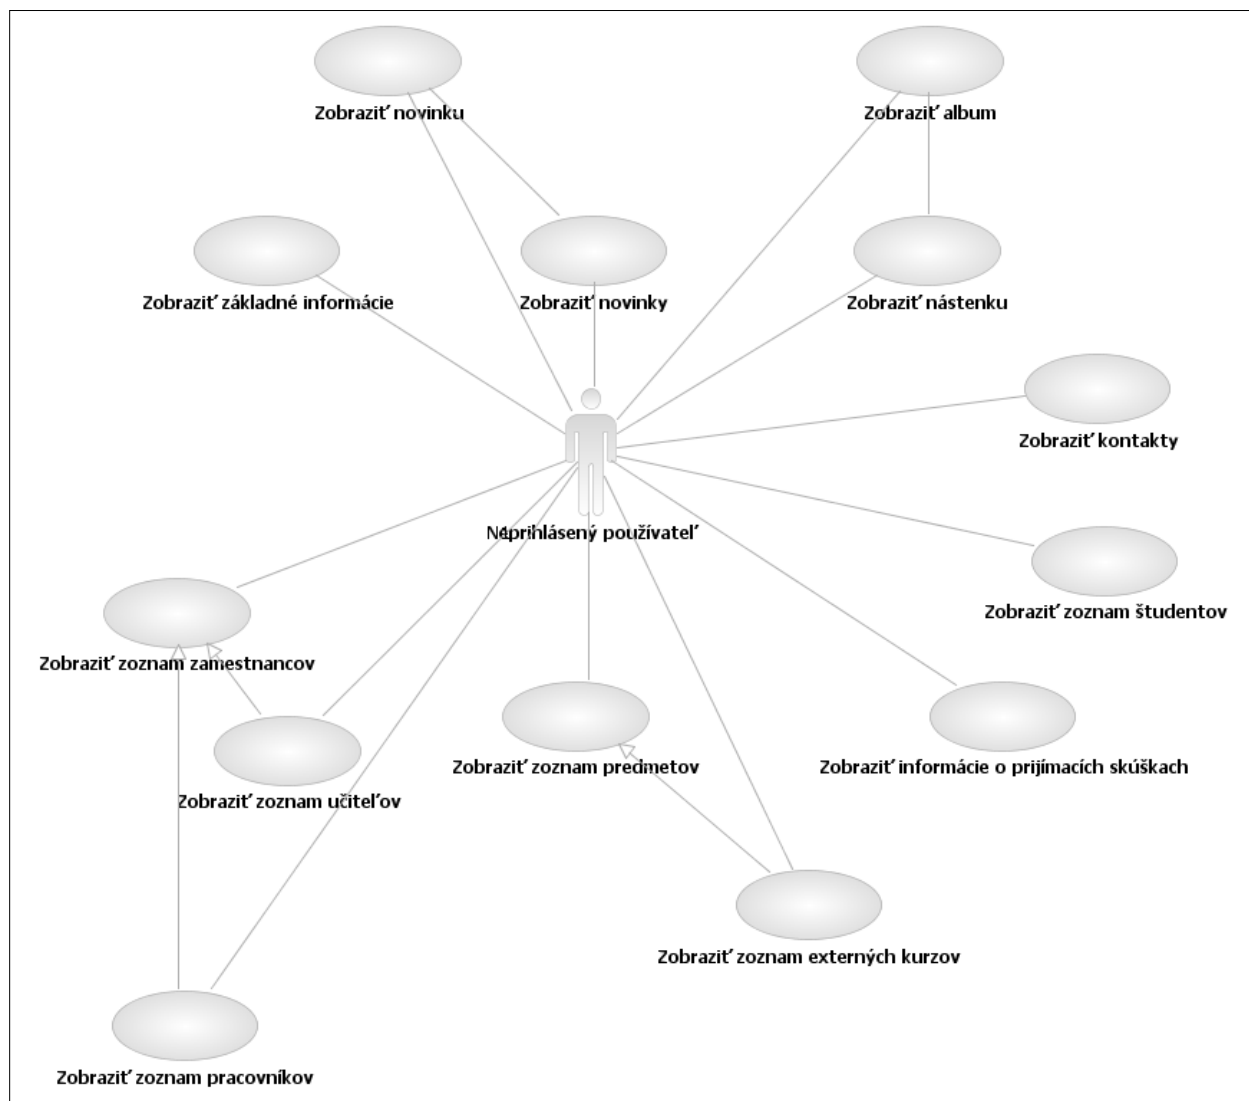 Zobraziť novinku
Zobraziť album
Zobraziť základné informácie
Zobraziť novinky
Zobraziť nástenku
Zobraziť kontakty
Neprihlásený používateľ
Zobraziť zoznam študentov
Zobraziť zoznam zamestnancov
Zobraziť zoznam predmetov
Zobraziť informácie o prijímacích skúškach
Zobraziť zoznam učiteľov
Zobraziť zoznam externých kurzov
Zobraziť zoznam pracovníkov